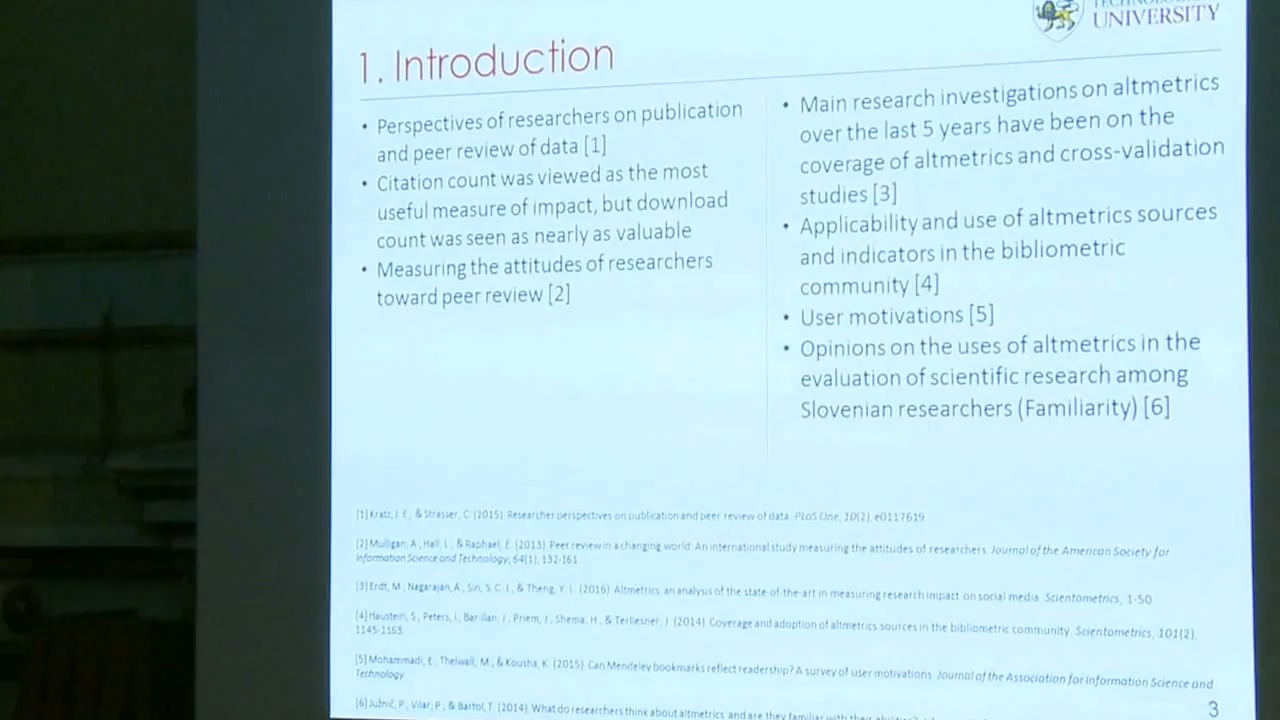 UNIVERSITY
1. Introduction
• Perspectives of researchers on publication
and peer review of data [1]
• Citation count was viewed as the most
useful measure of impact, but download
count was seen as nearly as valuable
• Measuring the attitudes of researchers
toward peer review [2]
• Main research investigations on altmetrics
over the last 5 years have been on the
coverage of altmetrics and cross-validation
studies [3]
• Applicability and use of altmetrics sources
and indicators in the bibliometric
community [4]
• User motivations [5]
• Opinions on the uses of altmetrics in the
evaluation of scientific research among
Slovenian researchers (Familiarity) [6]
[1] Kratz, J. E., & Strasser, C. (2015). Researcher perspectives on publication and peer review of data. PLoS One, 10(2), e0117619
[2] Mulligan, A., Hall, L., & Raphael, E. (2013). Peer review in a changing world: An international study measuring the attitudes of researchers. Journal of the American Society for
Information Science and Technology, 64(1), 132-161
[3] Erdt, M., Nagarajan, A., Sin, S. C. J., & Theng, Y. L. (2016). Altmetrics: an analysis of the state-of-the-art in measuring research impact on social media. Scientometrics, 1-50
[4] Haustein, S., Peters, I., Bar-Ilan, J., Priem, J., Shema, H., & Terliesner, J. (2014). Coverage and adoption of altmetrics sources in the bibliometric community. Scientometrics, 101(2),
1145-1163
[5] Mohammadi, E., Thelwall, M., & Kousha, K. (2015). Can Mendeley bookmarks reflect readership? A survey of user motivations. Journal of the Association for Information Science and
Technology
[6] Južnič, P., Vilar, P., & Bartol, T. (2014). What do researchers think about altmetrics and are they familiar with their
3